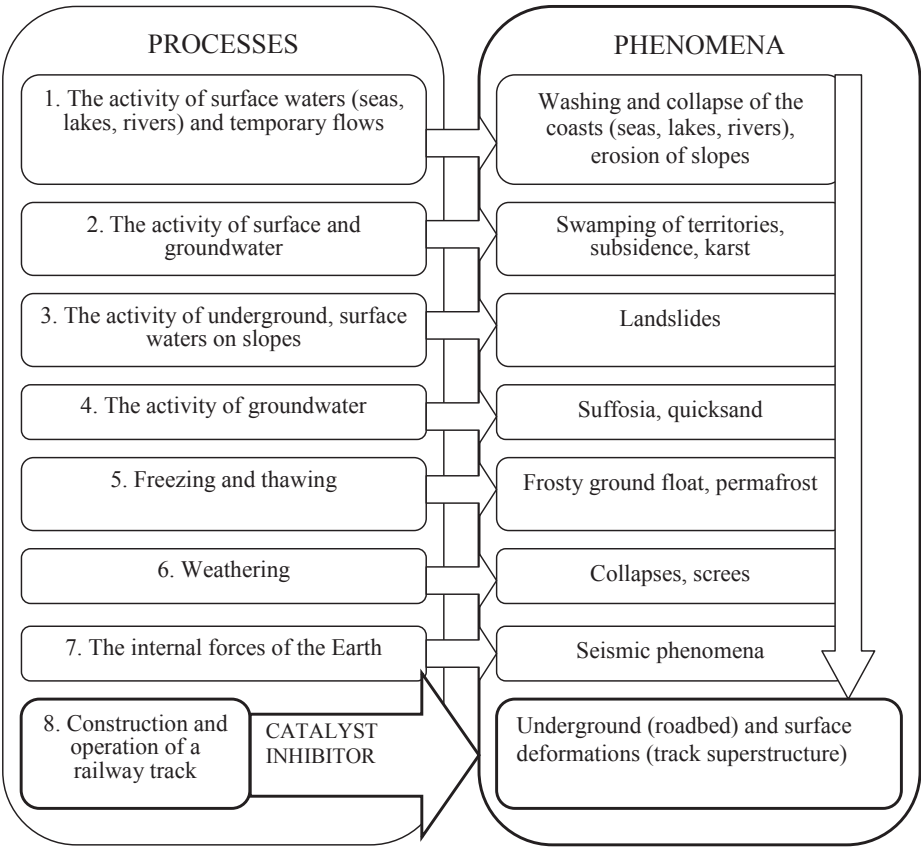 PROCESSES
PHENOMENA
1. The activity of surface waters (seas,
lakes, rivers) and temporary flows
Washing and collapse of the
coasts (seas, lakes, rivers),
erosion of slopes
2. The activity of surface and
groundwater
Swamping of territories,
subsidence, karst
3. The activity of underground, surface
waters on slopes
Landslides
4. The activity of groundwater
Suffosia, quicksand
5. Freezing and thawing
Frosty ground float, permafrost
6. Weathering
Collapses, screes
7. The internal forces of the Earth
Seismic phenomena
8. Construction and
operation of a
railway track
CATALYST
INHIBITOR
Underground (roadbed) and surface
deformations (track superstructure)